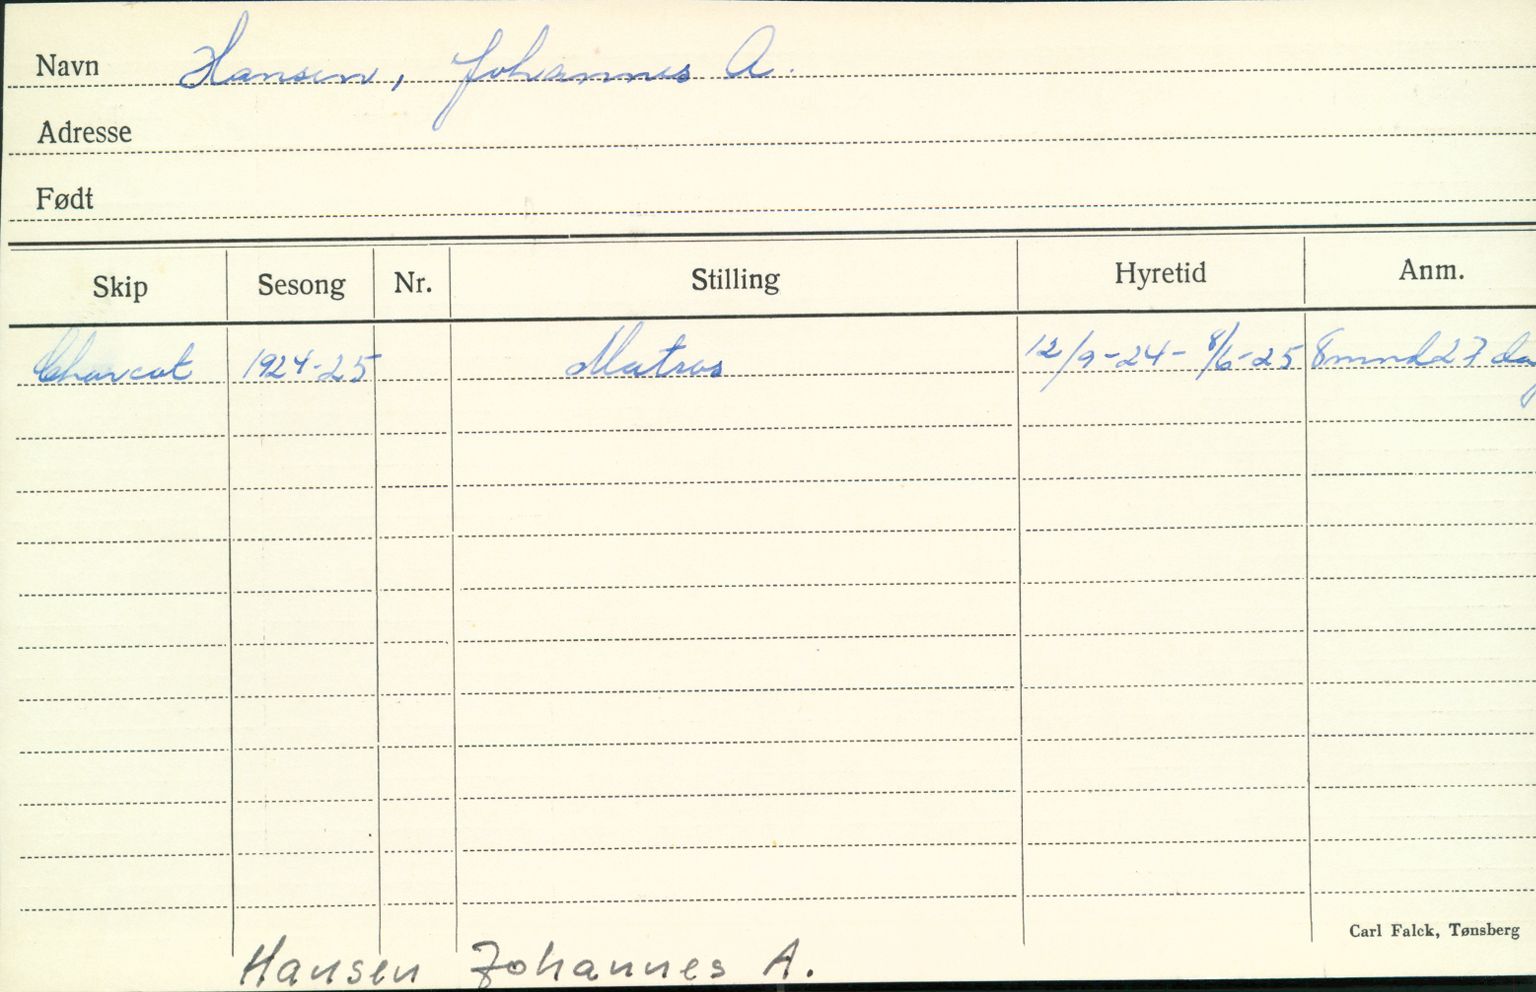 Navn Hansen, Johannes A.
Adresse
Født
Skip Sesong Nr. Stilling Hyretid Anm.
Charcot 1924-25 Matros 12/9-24- 8/6-25 8 mnd 27 dag
Carl Falck, Tønsberg
Hansen Johannes A.